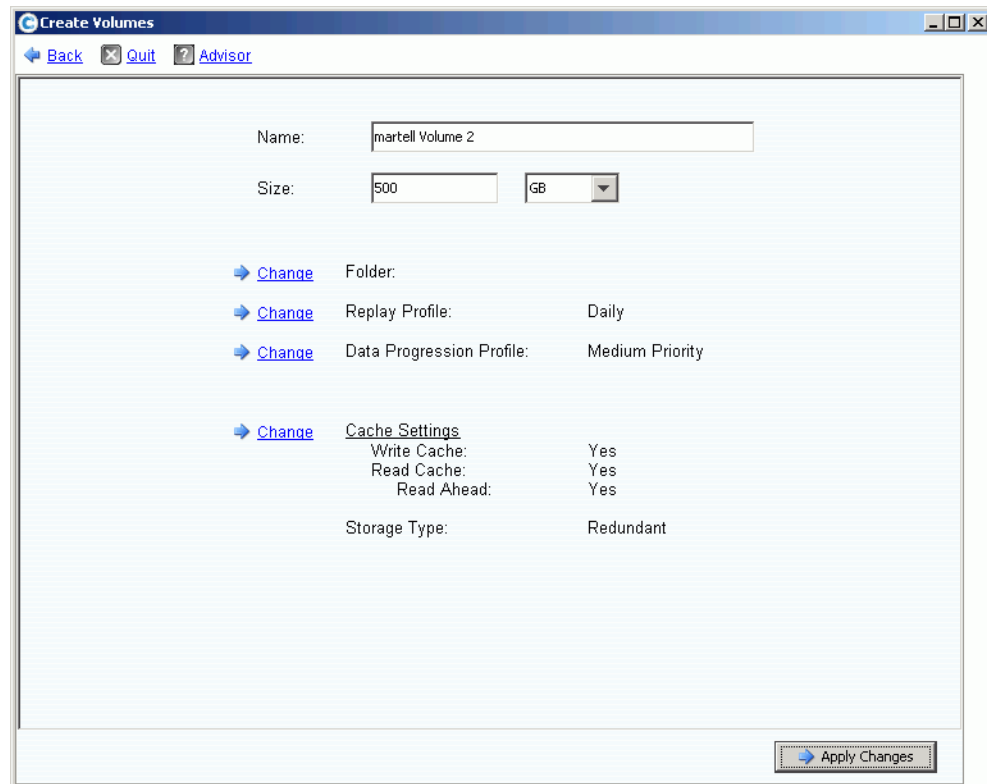 Create Volumes
Back Quit Advisor
Name: martell Volume 2
Size: 500 GB
Change Folder:
Change Replay Profile: Daily
Change Data Progression Profile: Medium Priority
Change Cache Settings
Write Cache: Yes
Read Cache: Yes
Read Ahead: Yes
Storage Type: Redundant
Apply Changes